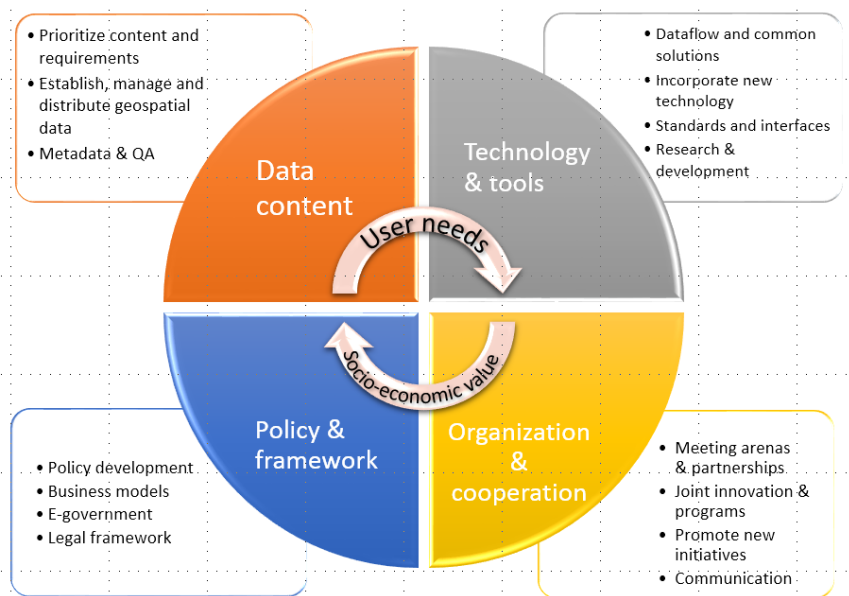 • Prioritize content and
requirements
• Establish, manage and
distribute geospatial
data
• Metadata & QA
• Dataflow and common
solutions
• Incorporate new
technology
• Standards and interfaces
• Research &
development
Data
content
Technology
& tools
User needs
Socio-economic value
Policy &
framework
Organization
&
cooperation
• Policy development
• Business models
• E-government
• Legal framework
• Meeting arenas
& partnerships
• Joint innovation &
programs
• Promote new
initiatives
• Communication